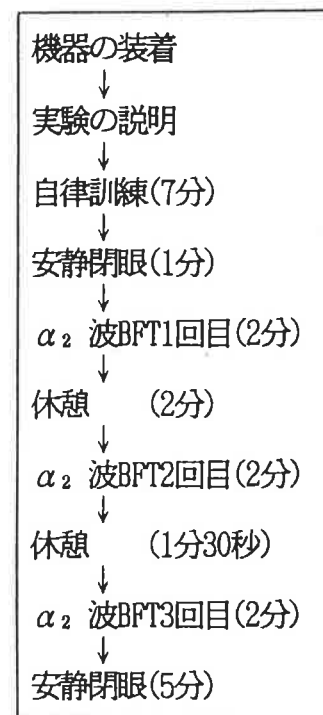 機器の装着
↓
実験の説明
↓
自律訓練(7分)
↓
安静閉眼(1分)
↓
α₂ 波BFT1回目(2分)
↓
休憩 (2分)
↓
α₂ 波BFT2回目(2分)
↓
休憩 (1分30秒)
↓
α₂ 波BFT3回目(2分)
↓
安静閉眼(5分)